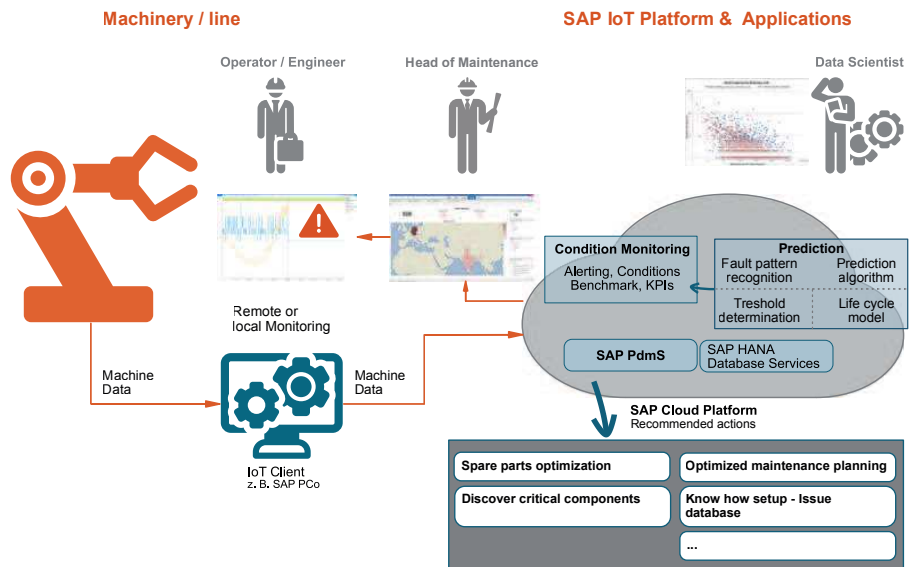 Machinery / line
SAP IoT Platform & Applications
Operator / Engineer
Head of Maintenance
Data Scientist
Condition Monitoring
Alerting, Conditions
Benchmark, KPIs
Prediction
Fault pattern
recognition
Prediction
algorithm
Treshold
determination
Life cycle
model
Remote or
local Monitoring
SAP PdmS
SAP HANA
Database Services
Machine
Data
Machine
Data
IoT Client
z. B. SAP PCo
SAP Cloud Platform
Recommended actions
Spare parts optimization
Optimized maintenance planning
Discover critical components
Know how setup - Issue
database
...